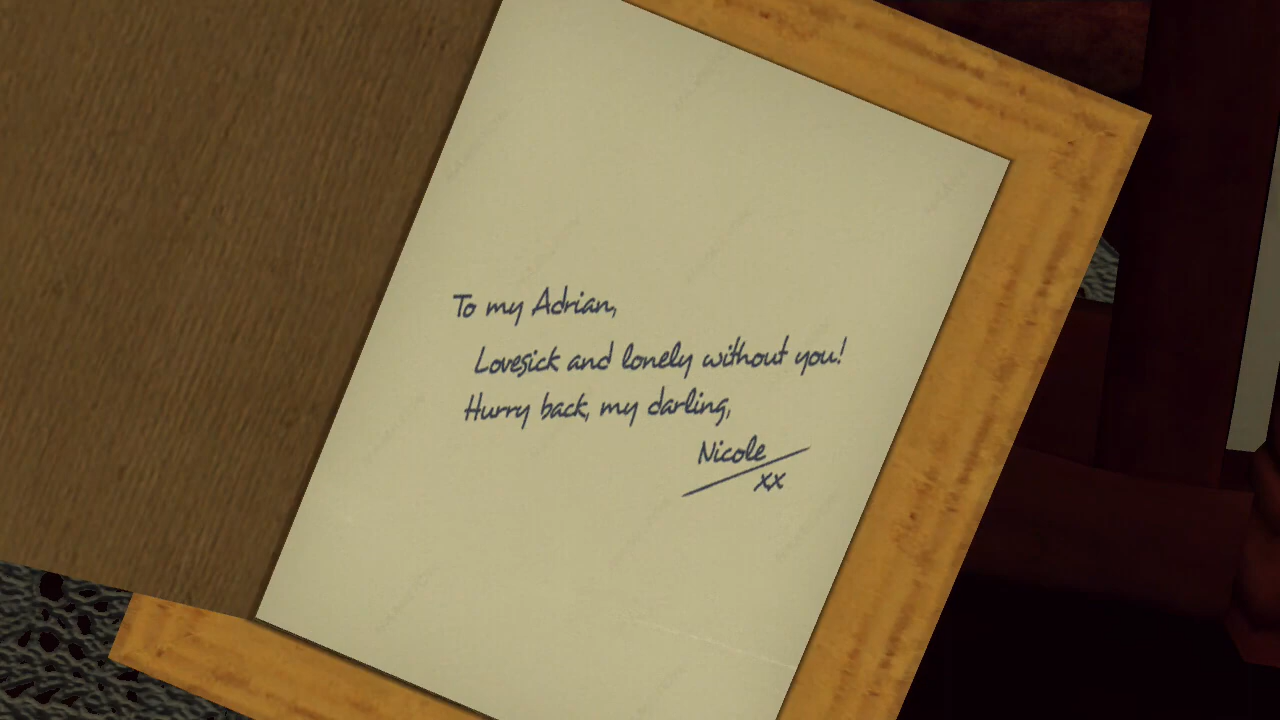 To my Adrian,
Lovesick and lonely without you!
Hurry back, my darling,
Nicole
xx